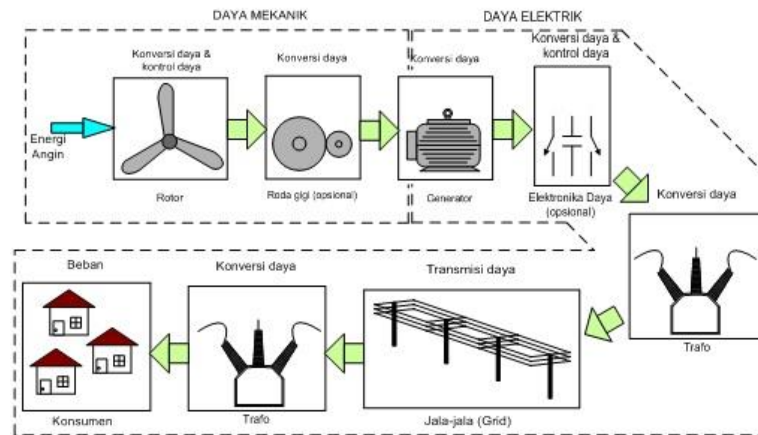 DAYA MEKANIK
DAYA ELEKTRIK
Konversi daya &
kontrol daya
Konversi daya
Konversi daya
Konversi daya &
kontrol daya
Energi
Angin
Rotor
Roda gigi (opsional)
Generator
Elektronika Daya
(opsional)
Konversi daya
Trafo
Beban
Konversi daya
Transmisi daya
Konsumen
Trafo
Jala-jala (Grid)